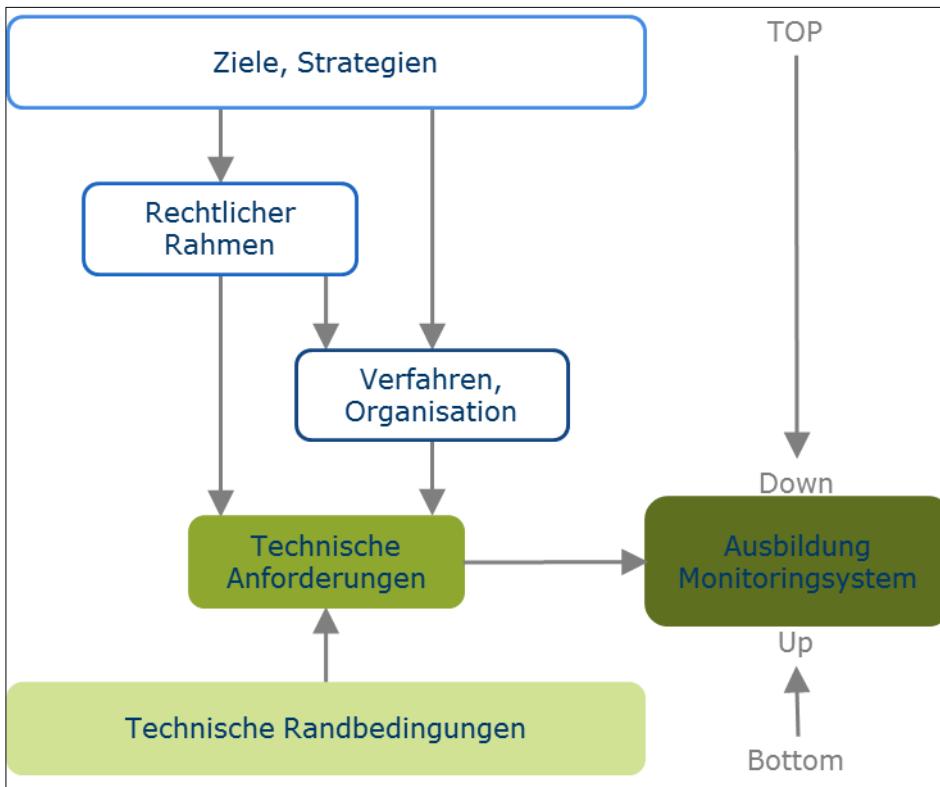 Ziele, Strategien
TOP
Rechtlicher
Rahmen
Verfahren,
Organisation
Down
Technische
Anforderungen
Ausbildung
Monitoringsystem
Up
Technische Randbedingungen
Bottom